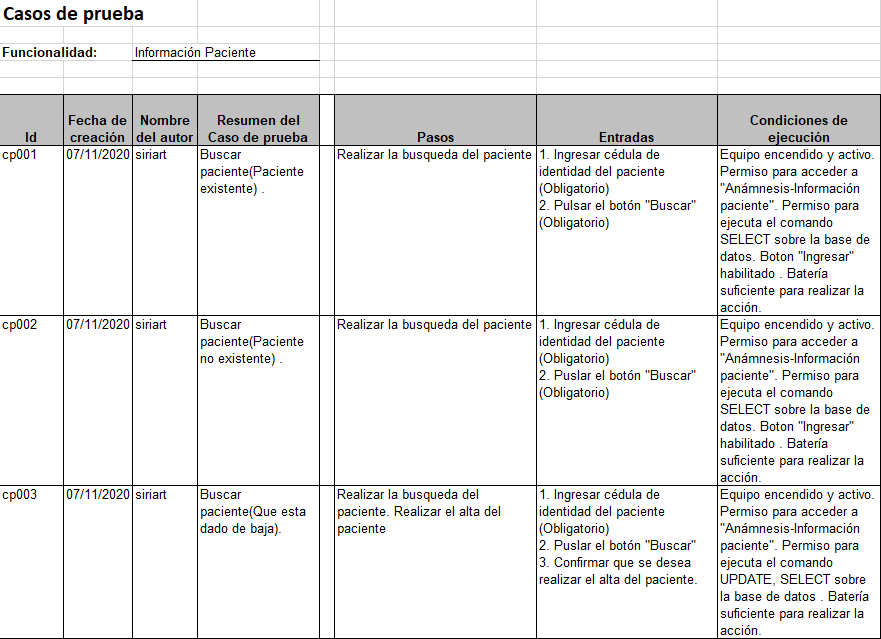 Casos de prueba
Funcionalidad: Información Paciente
Id
Fecha de
creación
Nombre
del autor
Resumen del
Caso de prueba
Pasos
Entradas
Condiciones de
ejecución
cp001
07/11/2020
siriart
Buscar
paciente(Paciente
existente) .
Realizar la busqueda del paciente
1. Ingresar cédula de
identidad del paciente
(Obligatorio)
2. Pulsar el botón "Buscar"
(Obligatorio)
Equipo encendido y activo.
Permiso para acceder a
"Anámnesis-Información
paciente". Permiso para
ejecuta el comando
SELECT sobre la base de
datos. Boton "Ingresar"
habilitado . Batería
suficiente para realizar la
acción.
cp002
07/11/2020
siriart
Buscar
paciente(Paciente
no existente) .
Realizar la busqueda del paciente
1. Ingresar cédula de
identidad del paciente
(Obligatorio)
2. Puslar el botón "Buscar"
(Obligatorio)
Equipo encendido y activo.
Permiso para acceder a
"Anámnesis-Información
paciente". Permiso para
ejecuta el comando
SELECT sobre la base de
datos. Boton "Ingresar"
habilitado . Batería
suficiente para realizar la
acción.
cp003
07/11/2020
siriart
Buscar
paciente(Que esta
dado de baja).
Realizar la busqueda del
paciente. Realizar el alta del
paciente
1. Ingresar cédula de
identidad del paciente
(Obligatorio)
2. Puslar el botón "Buscar"
3. Confirmar que se desea
realizar el alta del paciente.
Equipo encendido y activo.
Permiso para acceder a
"Anámnesis-Información
paciente". Permiso para
ejecuta el comando
UPDATE, SELECT sobre
la base de datos . Batería
suficiente para realizar la
acción.